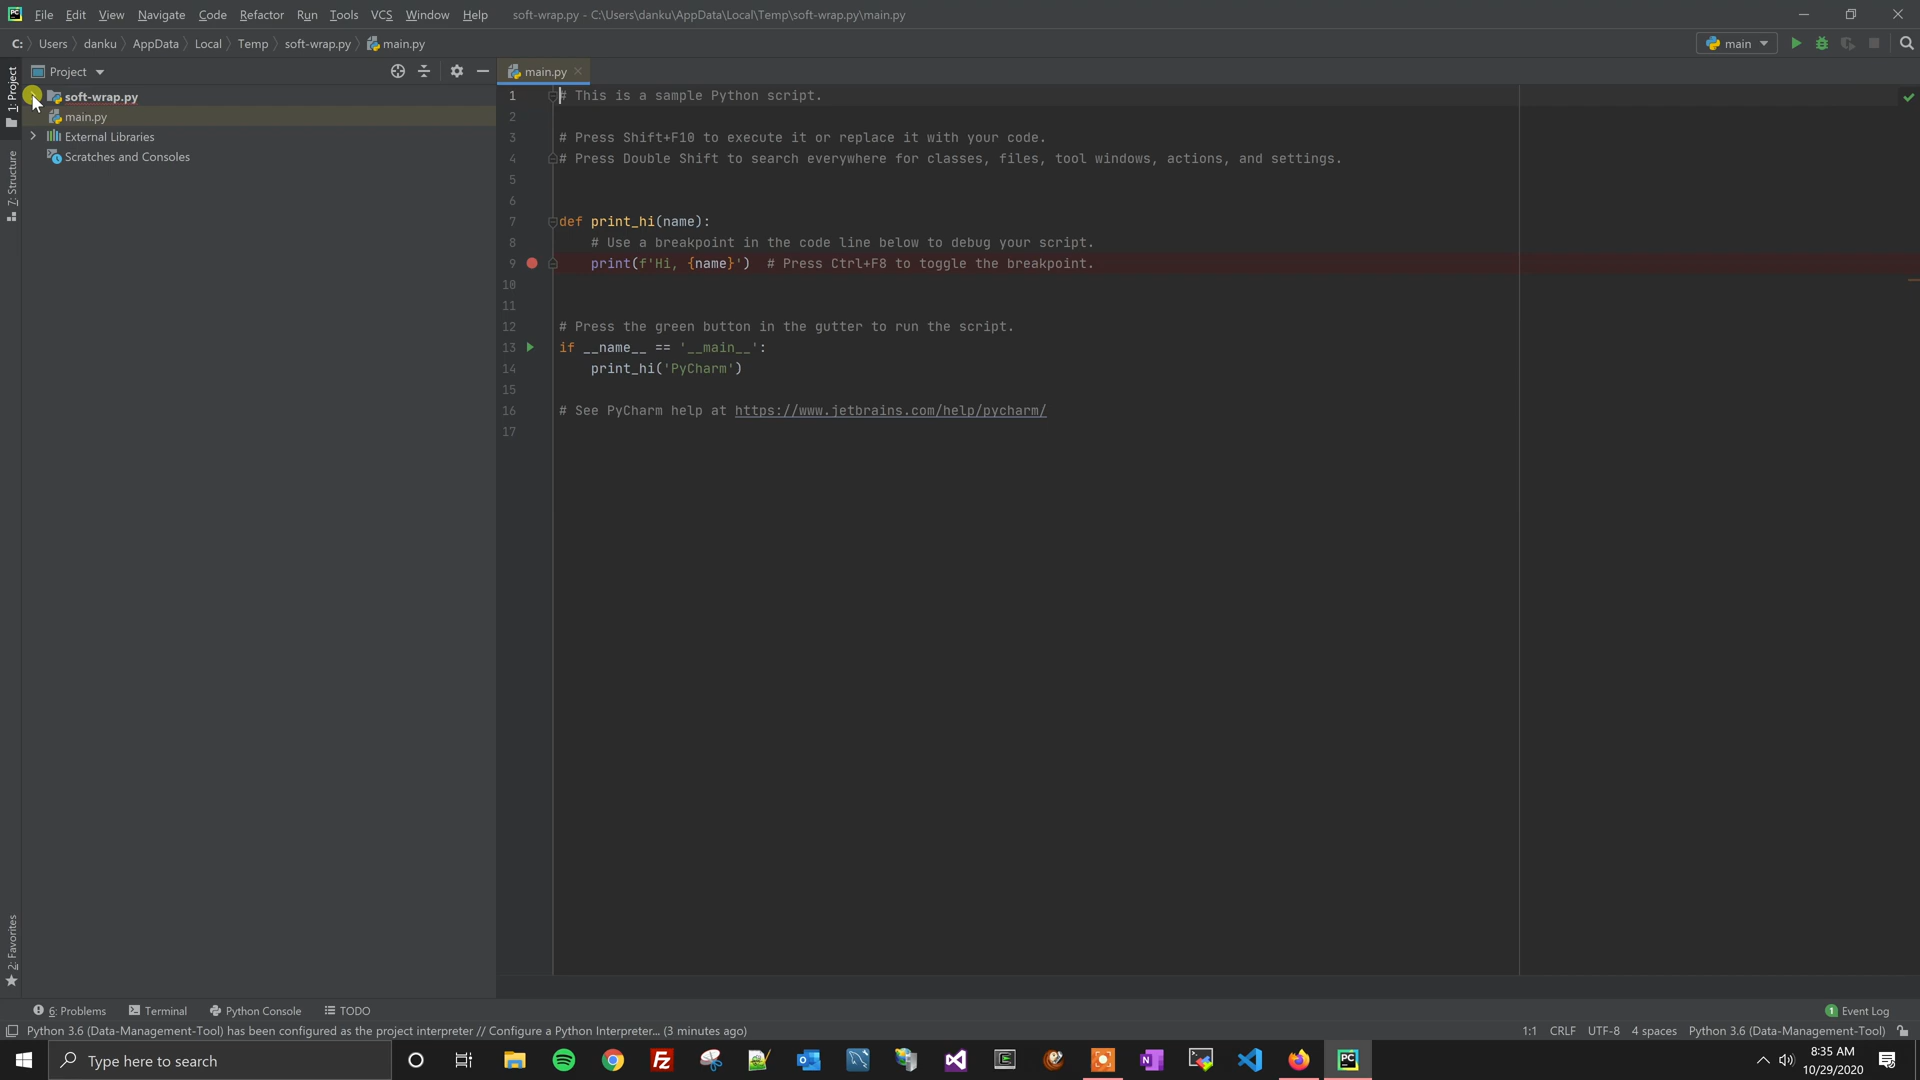 File Edit View Navigate Code Refactor Run Tools VCS Window Help soft-wrap.py - C:\Users\danku\AppData\Local\Temp\soft-wrap.py\main.py
C: Users danku AppData Local Temp soft-wrap.py main.py main
Project main.py
1: Project
7: Structure
2: Favorites
soft-wrap.py
main.py
External Libraries
Scratches and Consoles
1 # This is a sample Python script.
2
3 # Press Shift+F10 to execute it or replace it with your code.
4 # Press Double Shift to search everywhere for classes, files, tool windows, actions, and settings.
5
6
7 def print_hi(name):
8 # Use a breakpoint in the code line below to debug your script.
9 print(f'Hi, {name}')  # Press Ctrl+F8 to toggle the breakpoint.
10
11
12 # Press the green button in the gutter to run the script.
13 if __name__ == '__main__':
14 print_hi('PyCharm')
15
16 # See PyCharm help at https://www.jetbrains.com/help/pycharm/
17
6: Problems Terminal Python Console TODO 1 Event Log
Python 3.6 (Data-Management-Tool) has been configured as the project interpreter // Configure a Python Interpreter... (3 minutes ago) 1:1 CRLF UTF-8 4 spaces Python 3.6 (Data-Management-Tool)
Type here to search
8:35 AM
10/29/2020